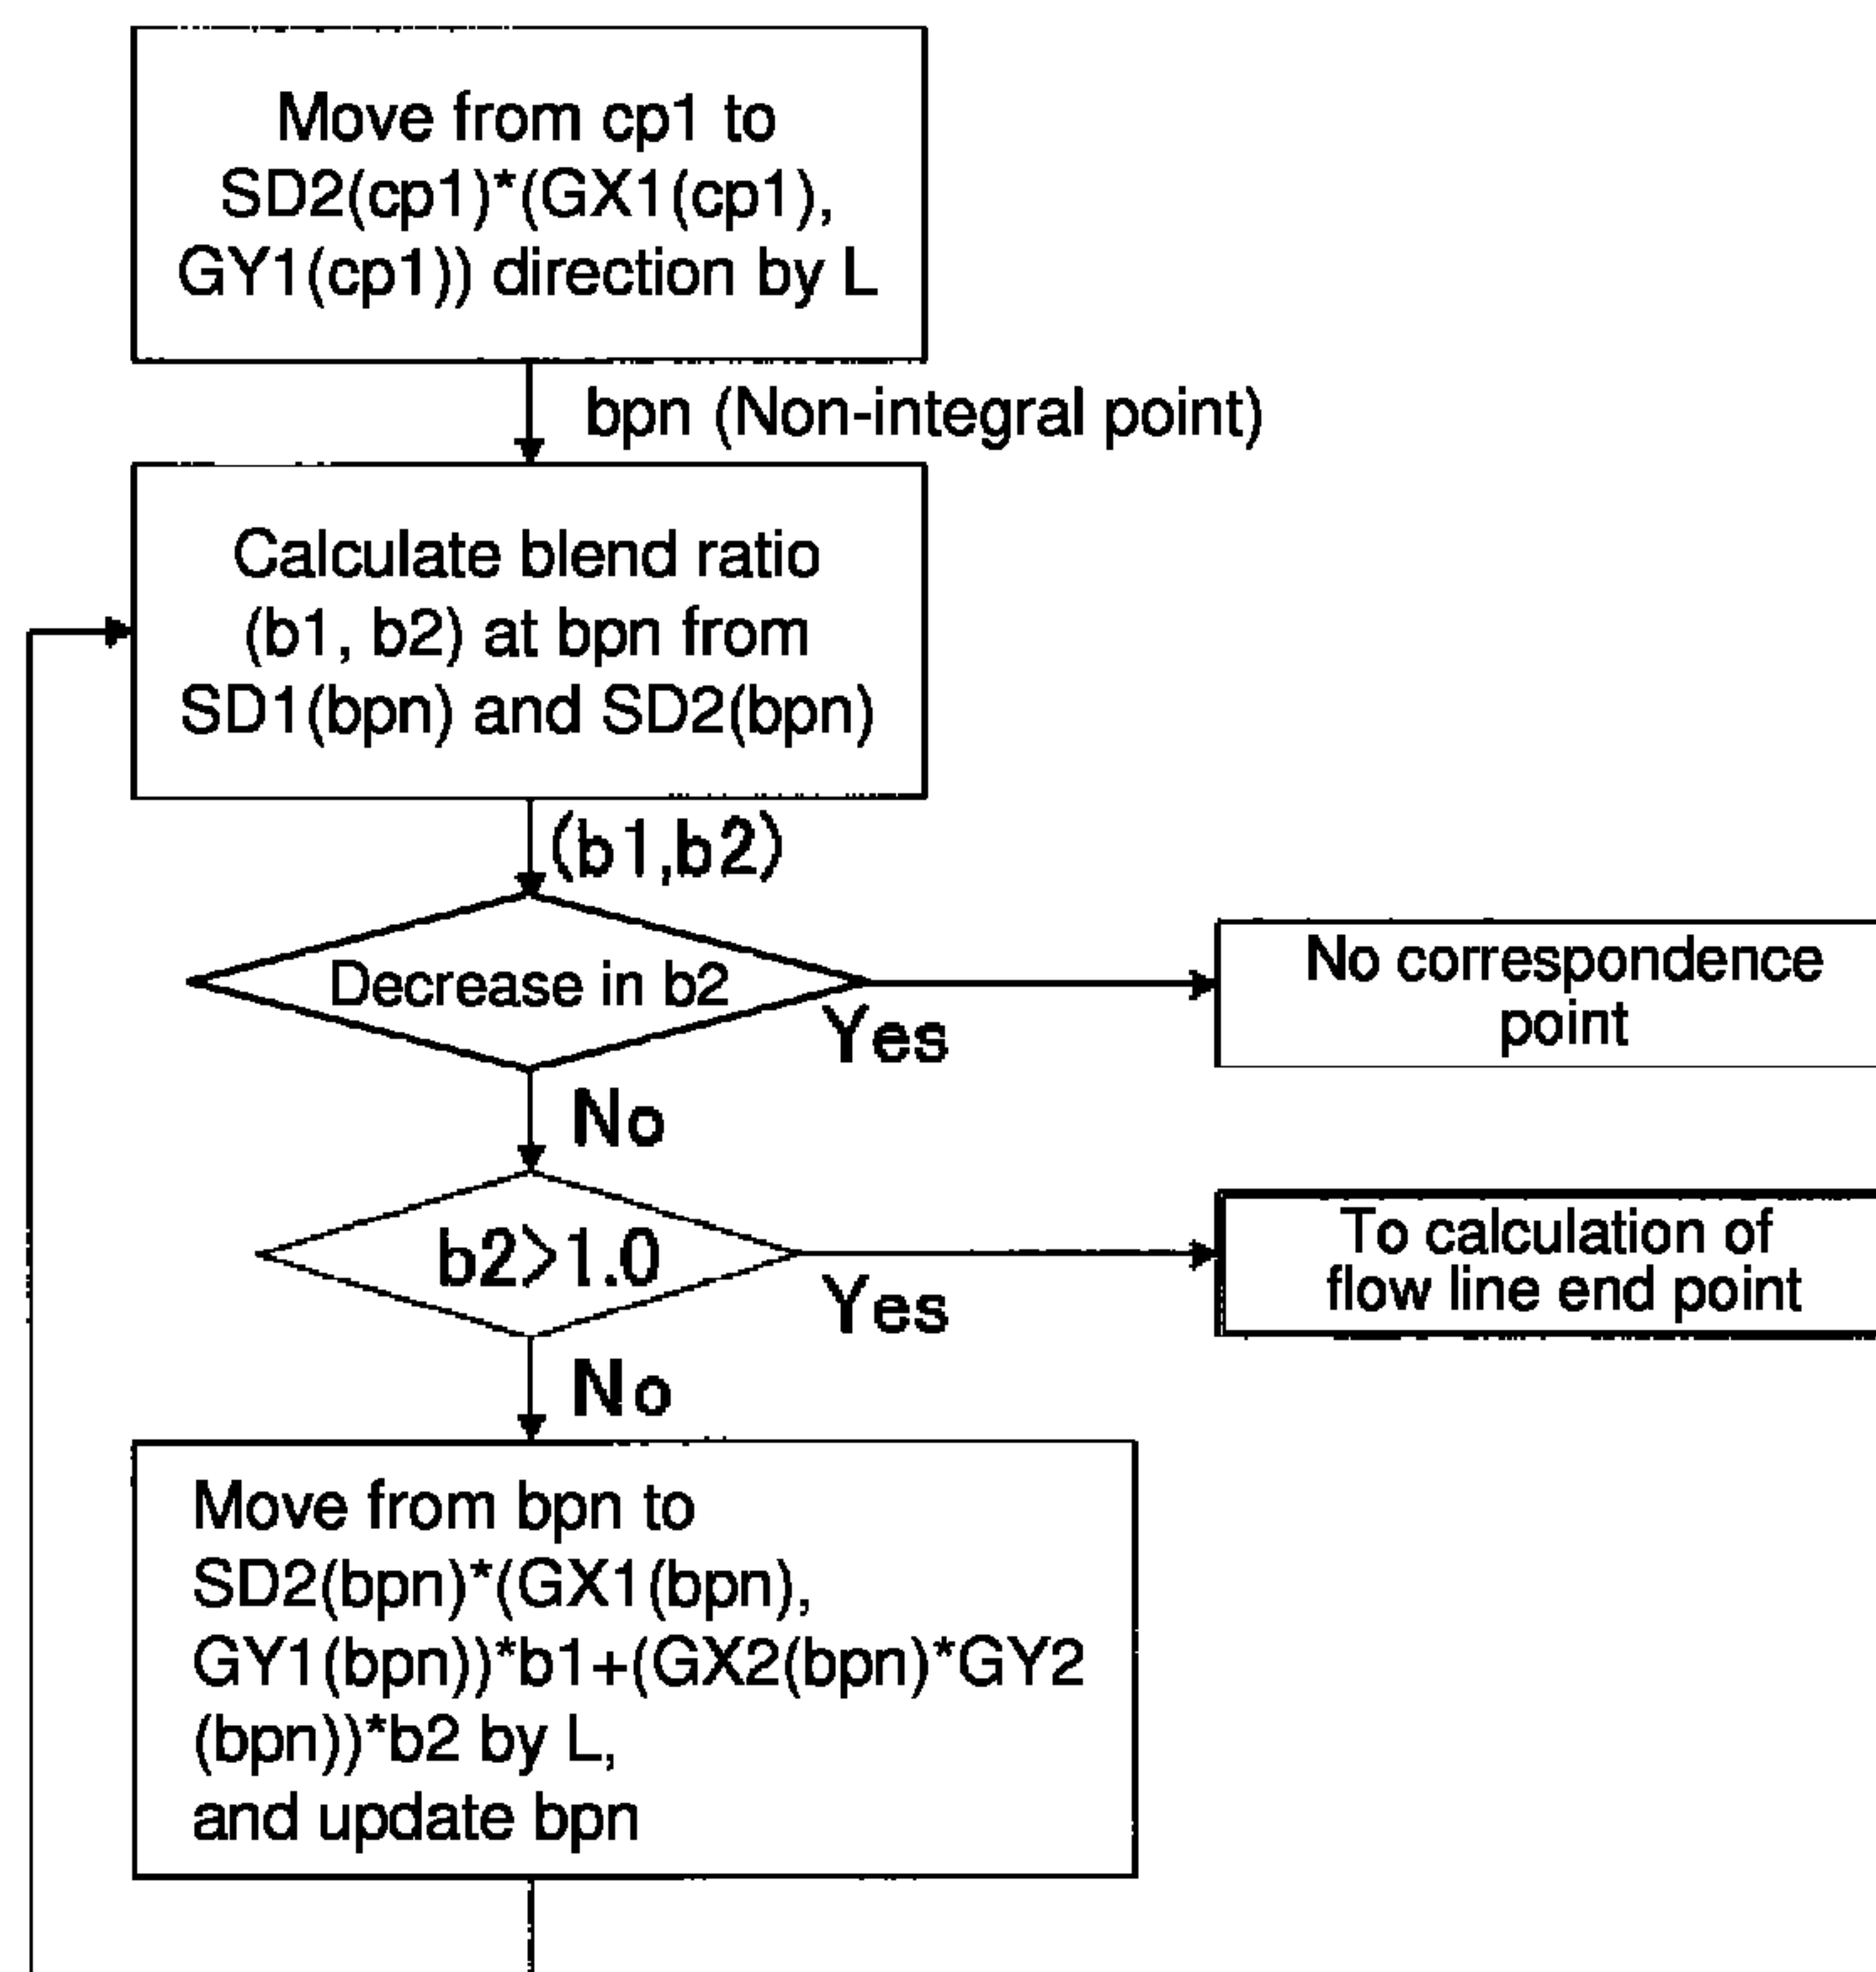 Move from cp1 to
SD2(cp1)*(GX1(cp1),
GY1(cp1)) direction by L
bpn (Non-integral point)
Calculate blend ratio
(b1, b2) at bpn from
SD1(bpn) and SD2(bpn)
(b1,b2)
Decrease in b2
Yes
No correspondence
point
No
b2>1.0
Yes
To calculation of
flow line end point
No
Move from bpn to
SD2(bpn)*(GX1(bpn),
GY1(bpn))*b1+(GX2(bpn)*GY2
(bpn))*b2 by L,
and update bpn